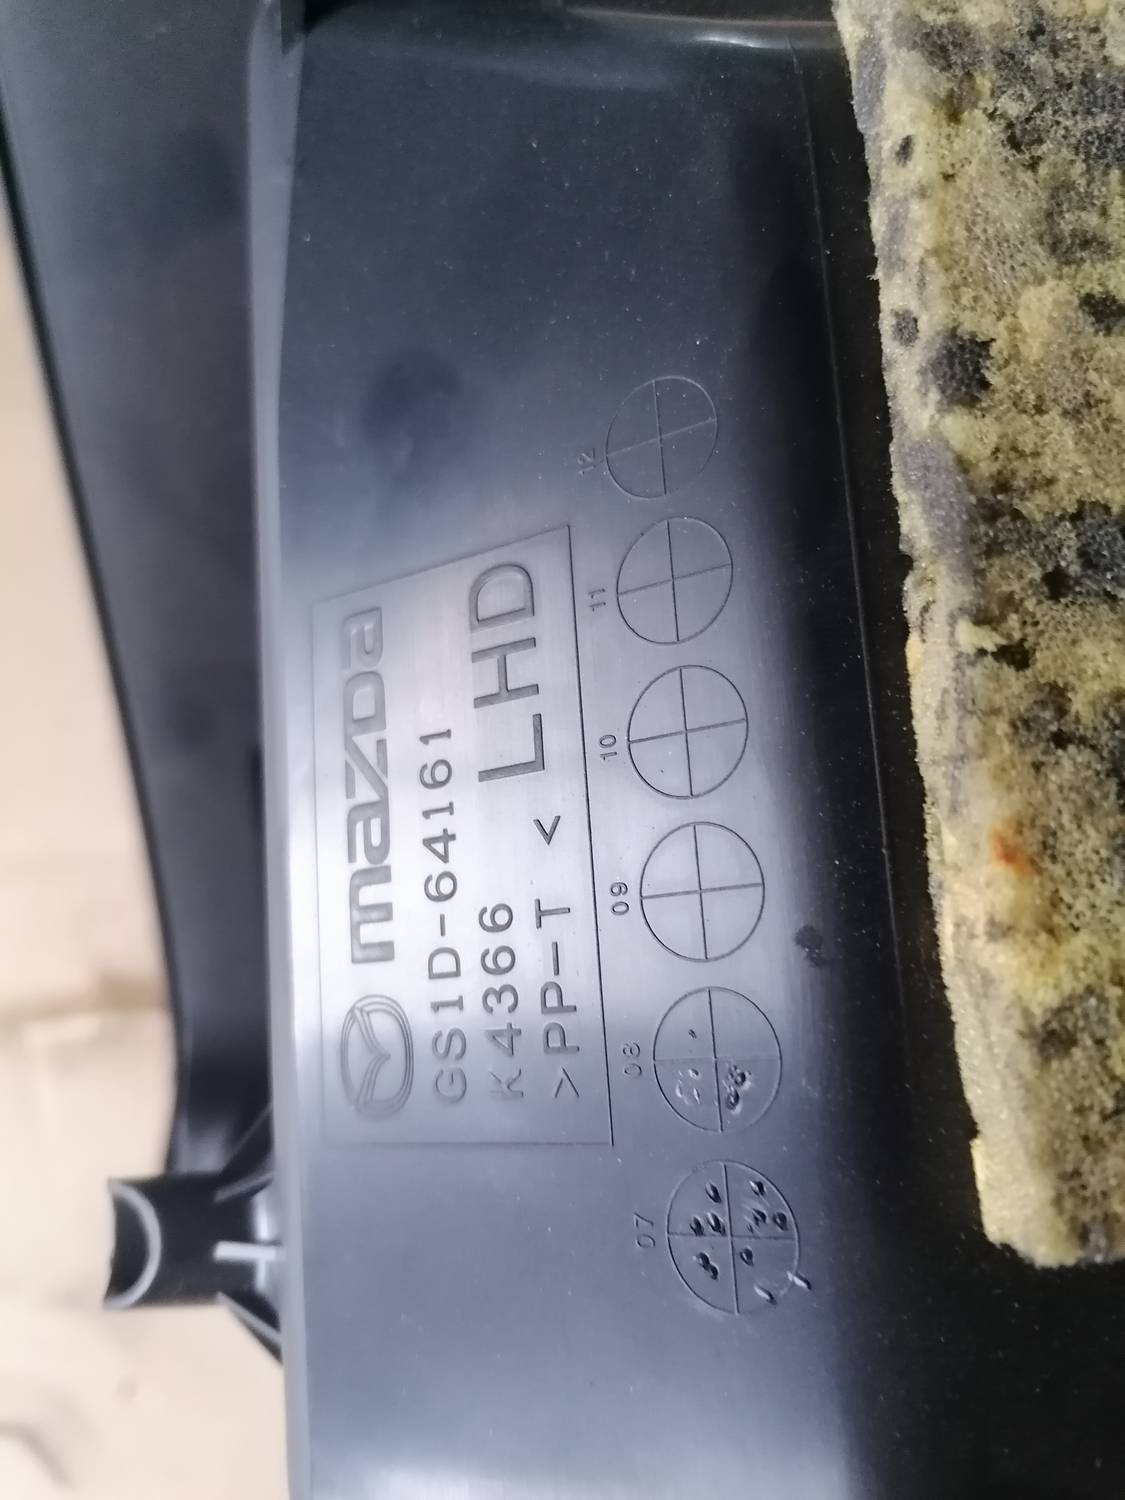 mazda
GS1D-64161
K4366
>PP-T<
LHD
07 08 09 10 11 12